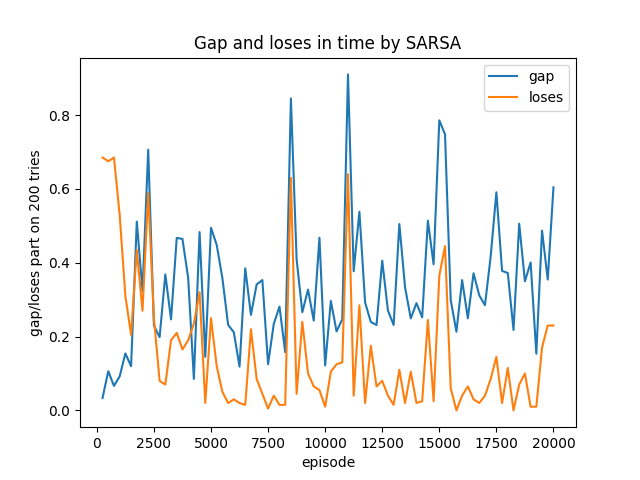 Gap and loses in time by SARSA
gap
loses
gap/loses part on 200 tries
0.8
0.6
0.4
0.2
0.0
0 2500 5000 7500 10000 12500 15000 17500 20000
episode